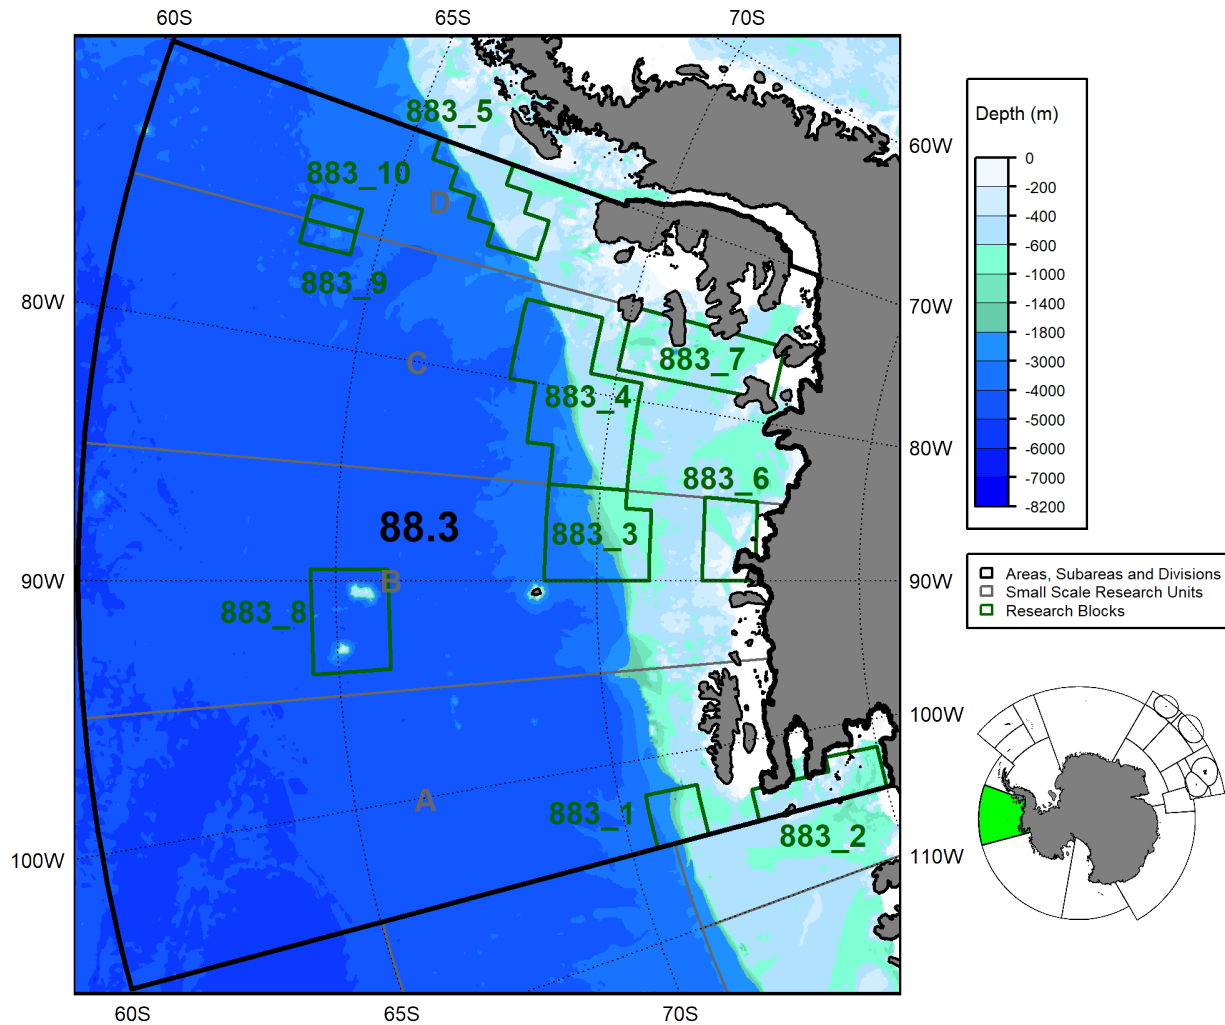 60S
65S
70S
883_5
60W
883_10
D
883_9
80W
70W
C
883_7
883_4
80W
883_6
88.3
883_3
B
90W
90W
883_8
100W
A
883_1
883_2
100W
110W
60S
65S
70S
Depth (m)
0
-200
-400
-600
-1000
-1400
-1800
-3000
-4000
-5000
-6000
-7000
-8200
Areas, Subareas and Divisions
Small Scale Research Units
Research Blocks